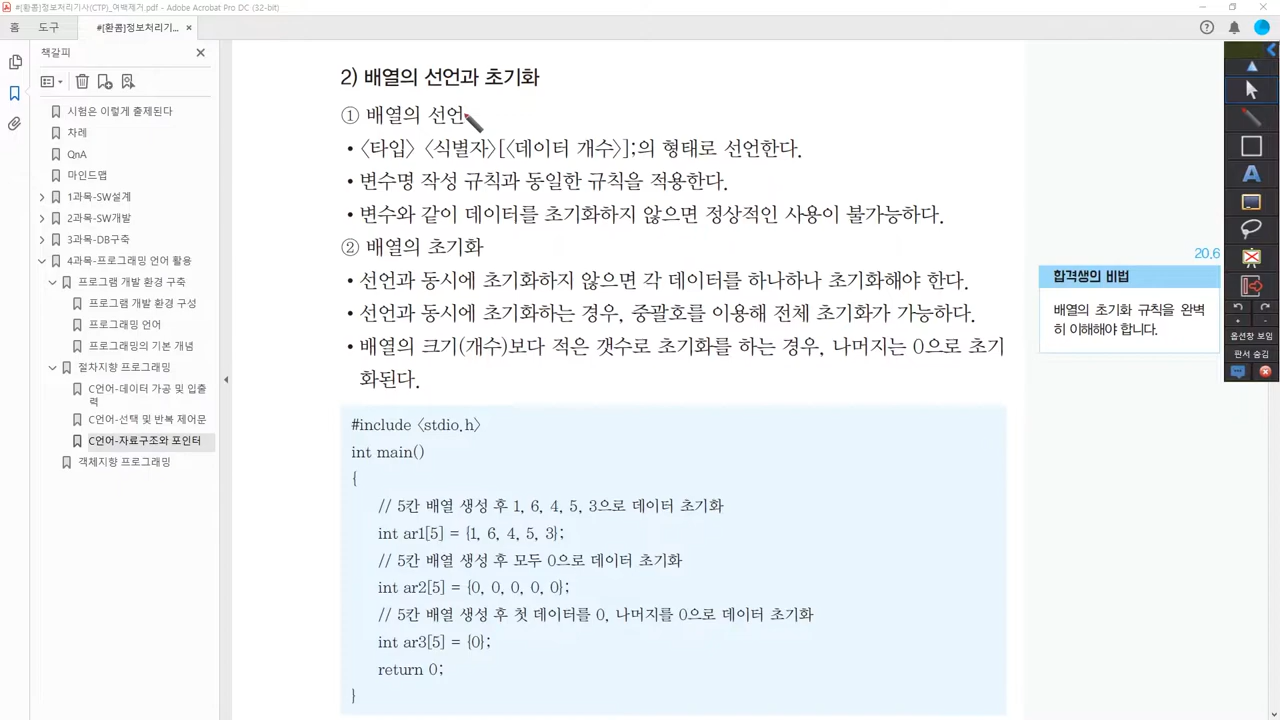 #[환콤]정보처리기사(CTP)_여백제거.pdf - Adobe Acrobat Pro DC (32-bit)
홈
도구
#[환콤]정보처리기...
책갈피
시험은 이렇게 출제된다
차례
QnA
마인드맵
1과목-SW설계
2과목-SW개발
3과목-DB구축
4과목-프로그래밍 언어 활용
프로그램 개발 환경 구축
프로그램 개발 환경 구성
프로그래밍 언어
프로그래밍의 기본 개념
절차지향 프로그래밍
C언어-데이터 가공 및 입출
력
C언어-선택 및 반복 제어문
C언어-자료구조와 포인터
객체지향 프로그래밍
2) 배열의 선언과 초기화
① 배열의 선언
• 〈타입〉 〈식별자〉[〈데이터 개수〉];의 형태로 선언한다.
• 변수명 작성 규칙과 동일한 규칙을 적용한다.
• 변수와 같이 데이터를 초기화하지 않으면 정상적인 사용이 불가능하다.
② 배열의 초기화
• 선언과 동시에 초기화하지 않으면 각 데이터를 하나하나 초기화해야 한다.
• 선언과 동시에 초기화하는 경우, 중괄호를 이용해 전체 초기화가 가능하다.
• 배열의 크기(개수)보다 적은 갯수로 초기화를 하는 경우, 나머지는 0으로 초기
화된다.
#include 〈stdio.h〉
int main()
{
// 5칸 배열 생성 후 1, 6, 4, 5, 3으로 데이터 초기화
int ar1[5] = {1, 6, 4, 5, 3};
// 5칸 배열 생성 후 모두 0으로 데이터 초기화
int ar2[5] = {0, 0, 0, 0, 0};
// 5칸 배열 생성 후 첫 데이터를 0, 나머지를 0으로 데이터 초기화
int ar3[5] = {0};
return 0;
}
20.6
합격생의 비법
배열의 초기화 규칙을 완벽
히 이해해야 합니다.
A
옵션창 보임
판서 숨김